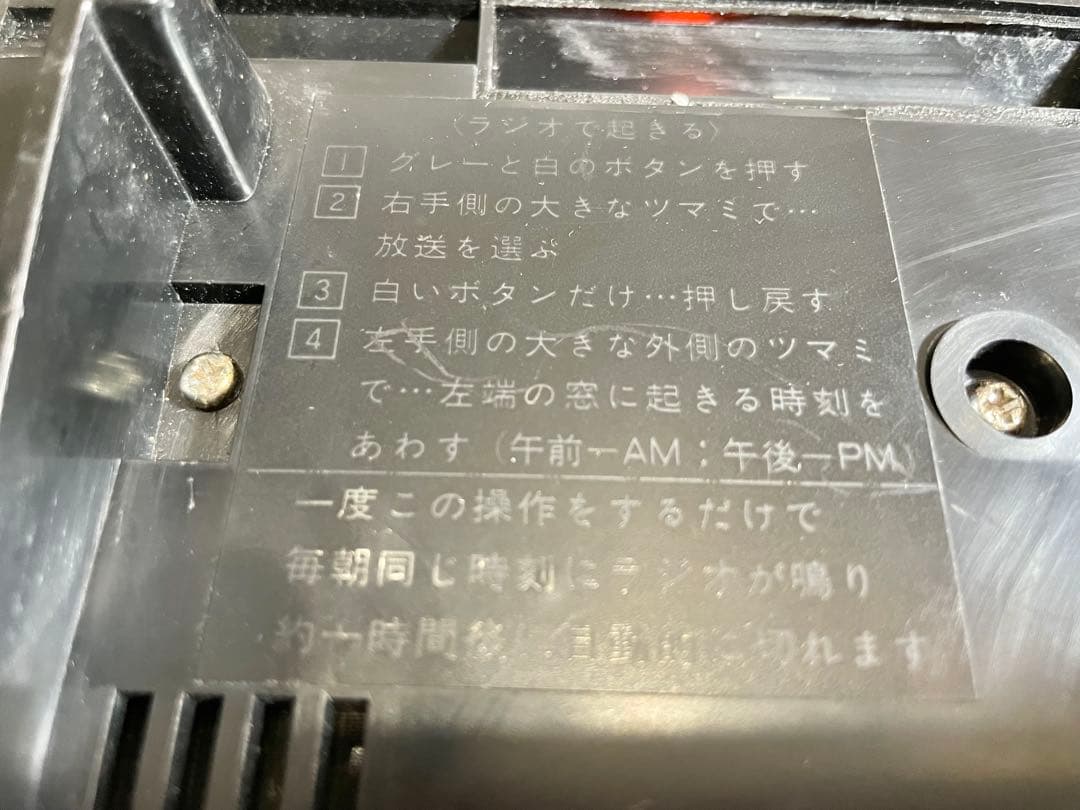 〈ラジオで起きる〉
1 グレーと白のボタンを押す
2 右手側の大きなツマミで…
放送を選ぶ
3 白いボタンだけ…押し戻す
4 左手側の大きな外側のツマミ
で…左端の窓に起きる時刻を
あわす(午前－AM；午後－PM)
一度この操作をするだけで
毎朝同じ時刻にラジオが鳴り
約一時間後に自動的に切れます